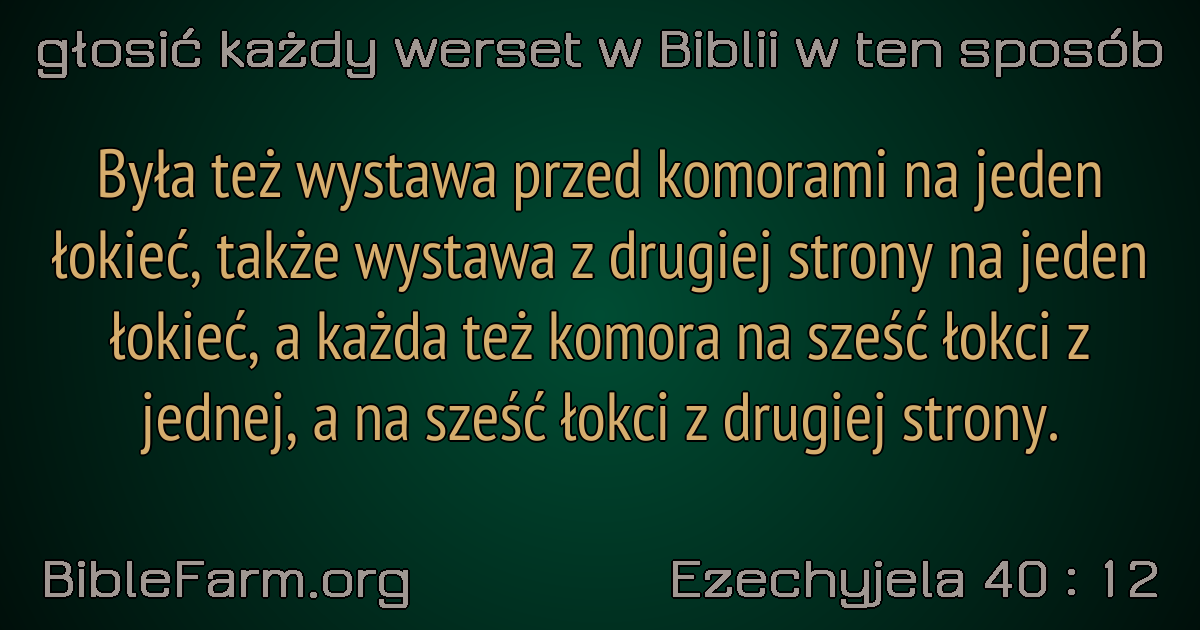 głosić każdy werset w Biblii w ten sposób
Była też wystawa przed komorami na jeden
łokieć, także wystawa z drugiej strony na jeden
łokieć, a każda też komora na sześć łokci z
jednej, a na sześć łokci z drugiej strony.
BibleFarm.org
Ezechyjela 40 : 12